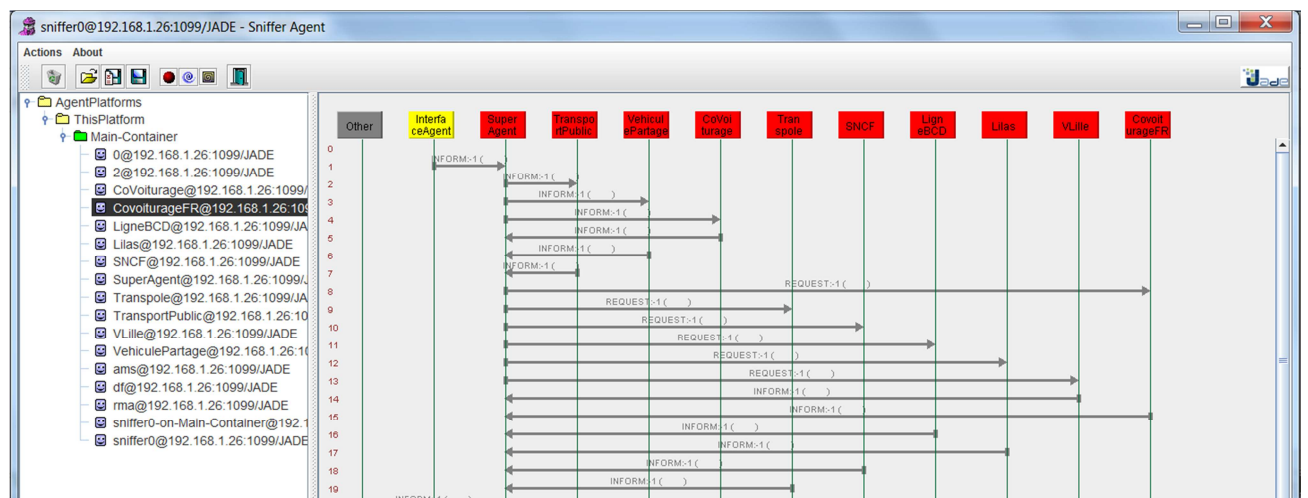 sniffer0@192.168.1.26:1099/JADE - Sniffer Agent
Actions About
Jade
AgentPlatforms
ThisPlatform
Main-Container
0@192.168.1.26:1099/JADE
2@192.168.1.26:1099/JADE
CoVoiturage@192.168.1.26:1099/
CovoiturageFR@192.168.1.26:109
LigneBCD@192.168.1.26:1099/JA
Lilas@192.168.1.26:1099/JADE
SNCF@192.168.1.26:1099/JADE
SuperAgent@192.168.1.26:1099/J
Transpole@192.168.1.26:1099/JA
TransportPublic@192.168.1.26:10
VLille@192.168.1.26:1099/JADE
VehiculePartage@192.168.1.26:1(
ams@192.168.1.26:1099/JADE
df@192.168.1.26:1099/JADE
rma@192.168.1.26:1099/JADE
sniffer0-on-Main-Container@192.1
sniffer0@192.168.1.26:1099/JADE
Other
Interfa
ceAgent
Super
Agent
Transpo
rtPublic
Vehicul
ePartage
CoVoi
turage
Tran
spole
SNCF
Lign
eBCD
Lilas
VLille
Covoit
urageFR
0
INFORM:-1 ( )
1
INFORM:-1 ( )
2
INFORM:-1 ( )
3
INFORM:-1 ( )
4
INFORM:-1 ( )
5
INFORM:-1 ( )
6
INFORM:-1 ( )
7
REQUEST:-1 ( )
8
REQUEST:-1 ( )
9
REQUEST:-1 ( )
10
REQUEST:-1 ( )
11
REQUEST:-1 ( )
12
REQUEST:-1 ( )
13
INFORM:-1 ( )
14
INFORM:-1 ( )
15
INFORM:-1 ( )
16
INFORM:-1 ( )
17
INFORM:-1 ( )
18
INFORM:-1 ( )
19
INFORM:-1 ( )